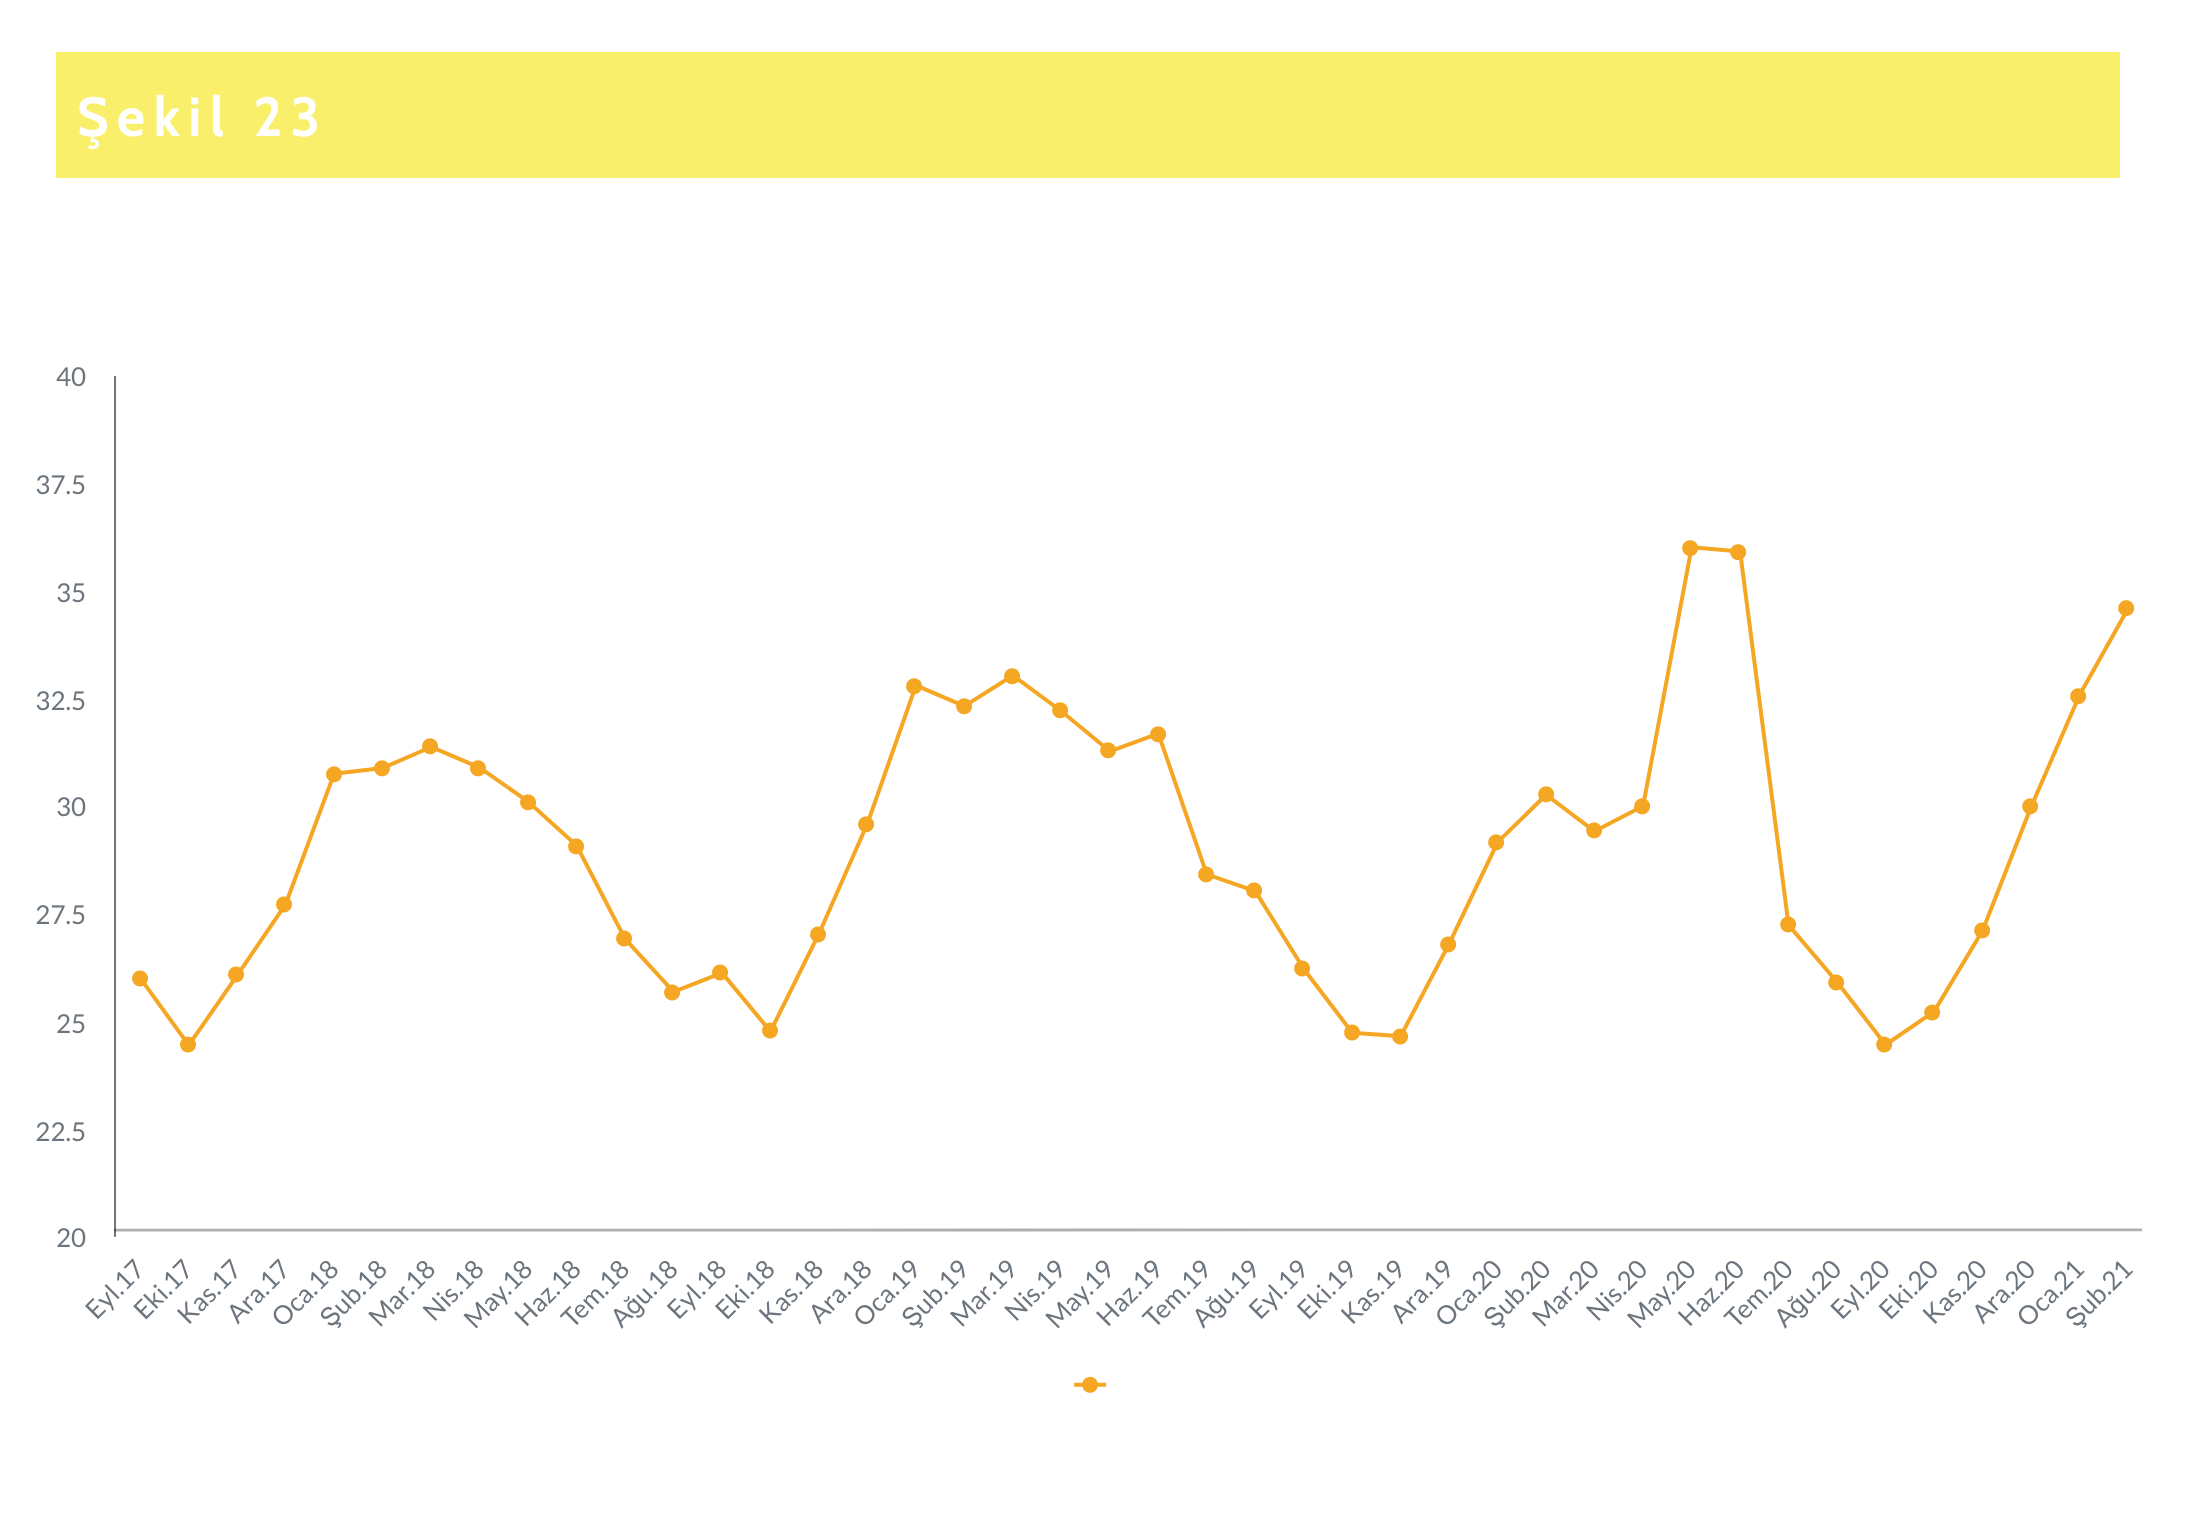 Şekil 23
40
37.5
35
32.5
30
27.5
25
22.5
20
Eyl.17
Eki.17
Kas.17
Ara.17
Oca.18
Şub.18
Mar.18
Nis.18
May.18
Haz.18
Tem.18
Ağu.18
Eyl.18
Eki.18
Kas.18
Ara.18
Oca.19
Şub.19
Mar.19
Nis.19
May.19
Haz.19
Tem.19
Ağu.19
Eyl.19
Eki.19
Kas.19
Ara.19
Oca.20
Şub.20
Mar.20
Nis.20
May.20
Haz.20
Tem.20
Ağu.20
Eyl.20
Eki.20
Kas.20
Ara.20
Oca.21
Şub.21